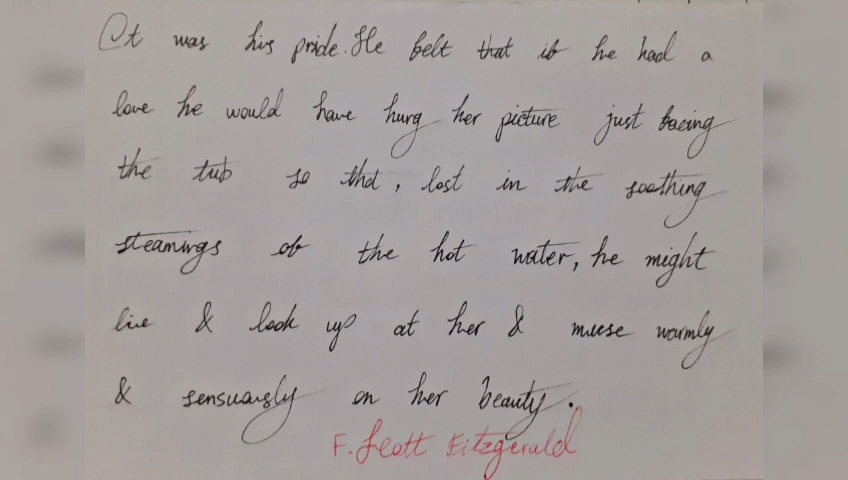 It was his pride. He felt that if he had a
love he would have hung her picture just facing
the tub so that, lost in the soothing
steamings of the hot water, he might
lie & look up at her & muse warmly
& sensuously on her beauty.
F. Scott Fitzgerald